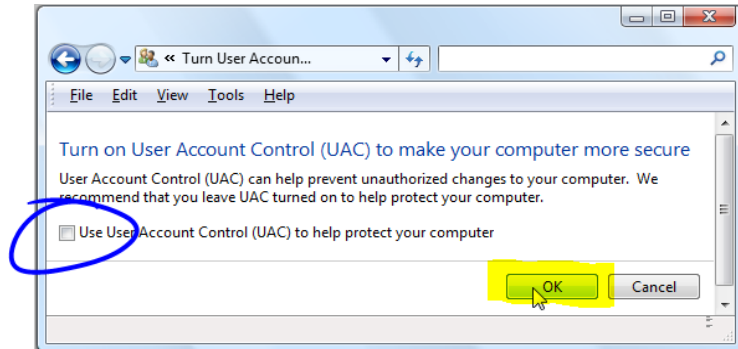 « Turn User Accoun...
File Edit View Tools Help
Turn on User Account Control (UAC) to make your computer more secure
User Account Control (UAC) can help prevent unauthorized changes to your computer. We
recommend that you leave UAC turned on to help protect your computer.
Use User Account Control (UAC) to help protect your computer
OK Cancel